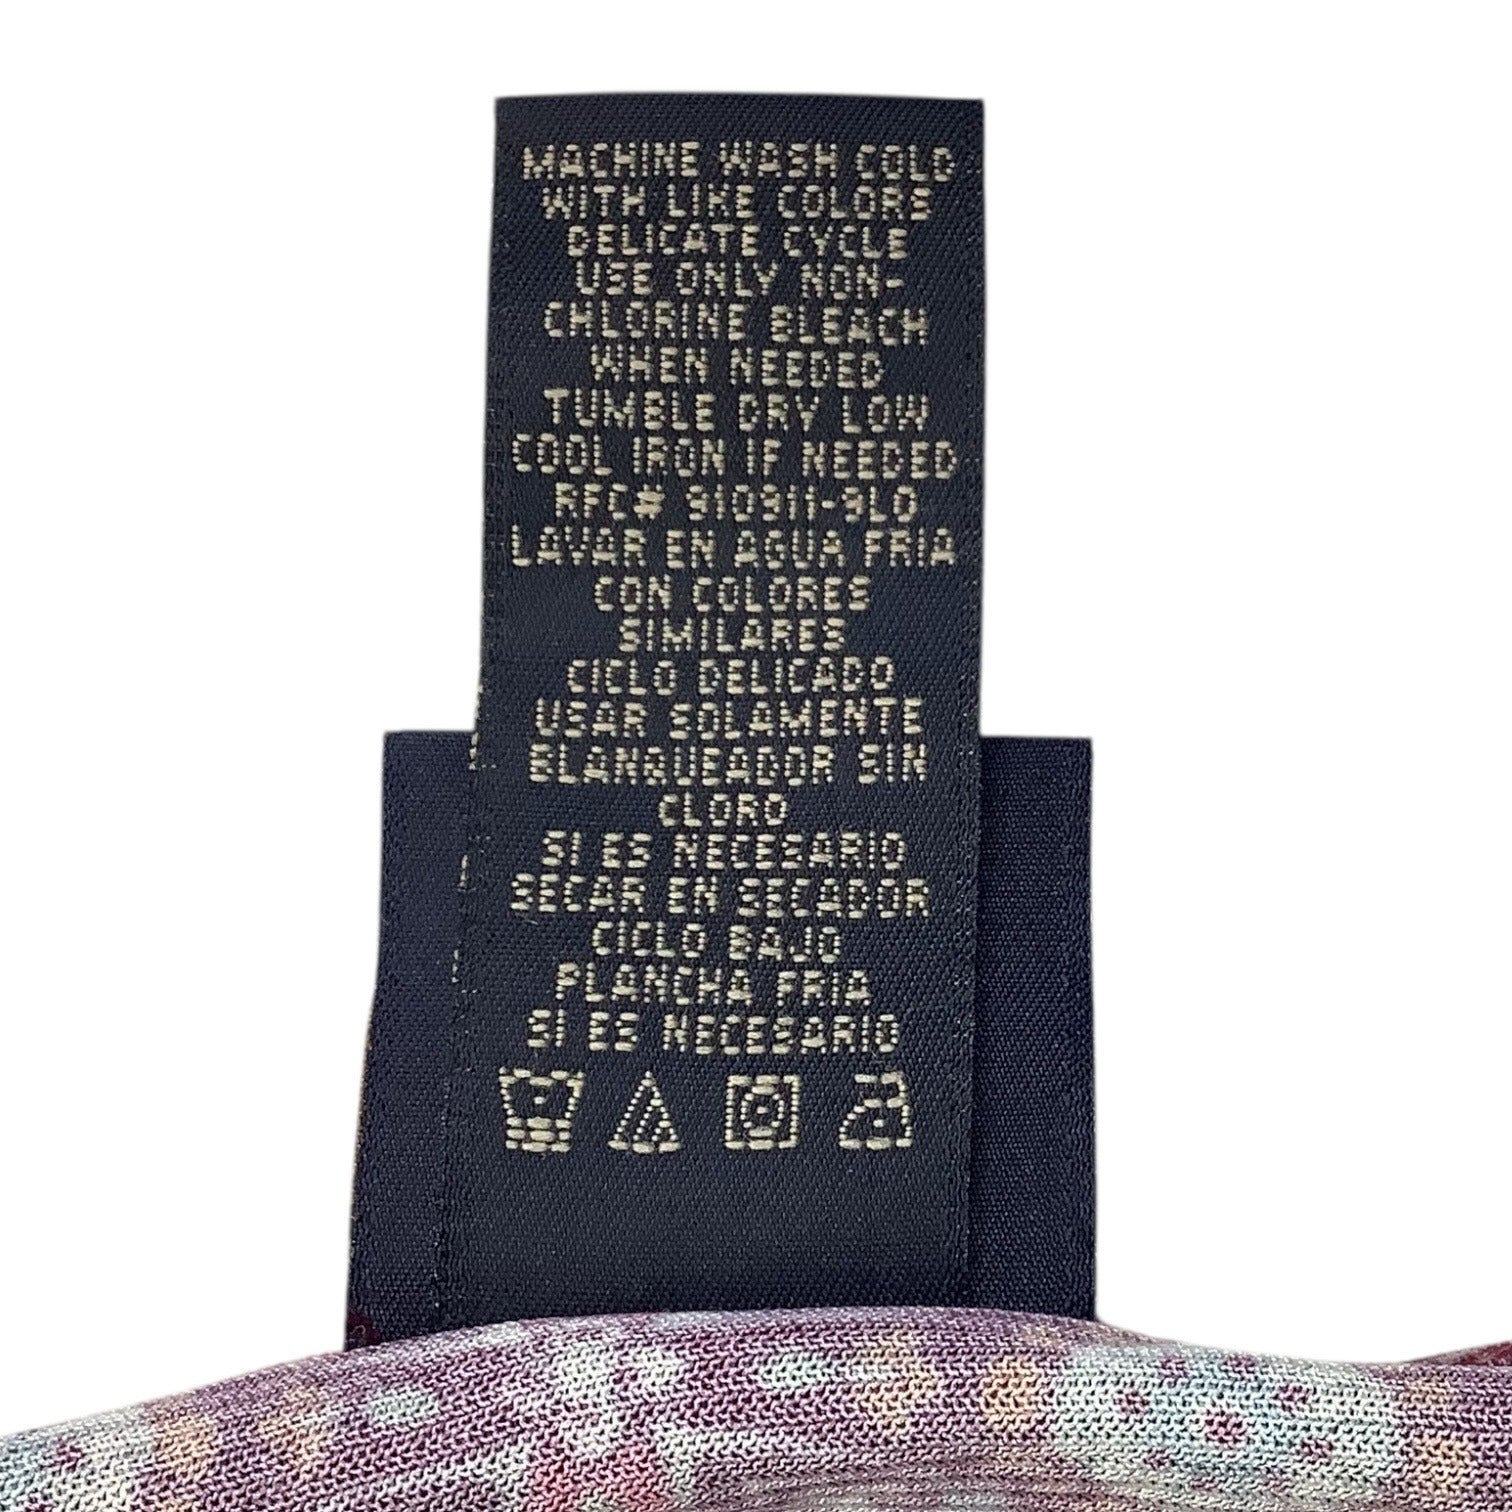 MACHINE WASH COLD
WITH LIKE COLORS
DELICATE CYCLE
USE ONLY NON-
CHLORINE BLEACH
WHEN NEEDED
TUMBLE DRY LOW
COOL IRON IF NEEDED
RFC#
LAVAR EN AGUA FRIA
CON COLORES
SIMILARES
CICLO DELICADO
USAR SOLAMENTE
BLANQUEADOR SIN
CLORO
SI ES NECESARIO
SECAR EN SECADOR
CICLO BAJO
PLANCHA FRIA
SI ES NECESARIO